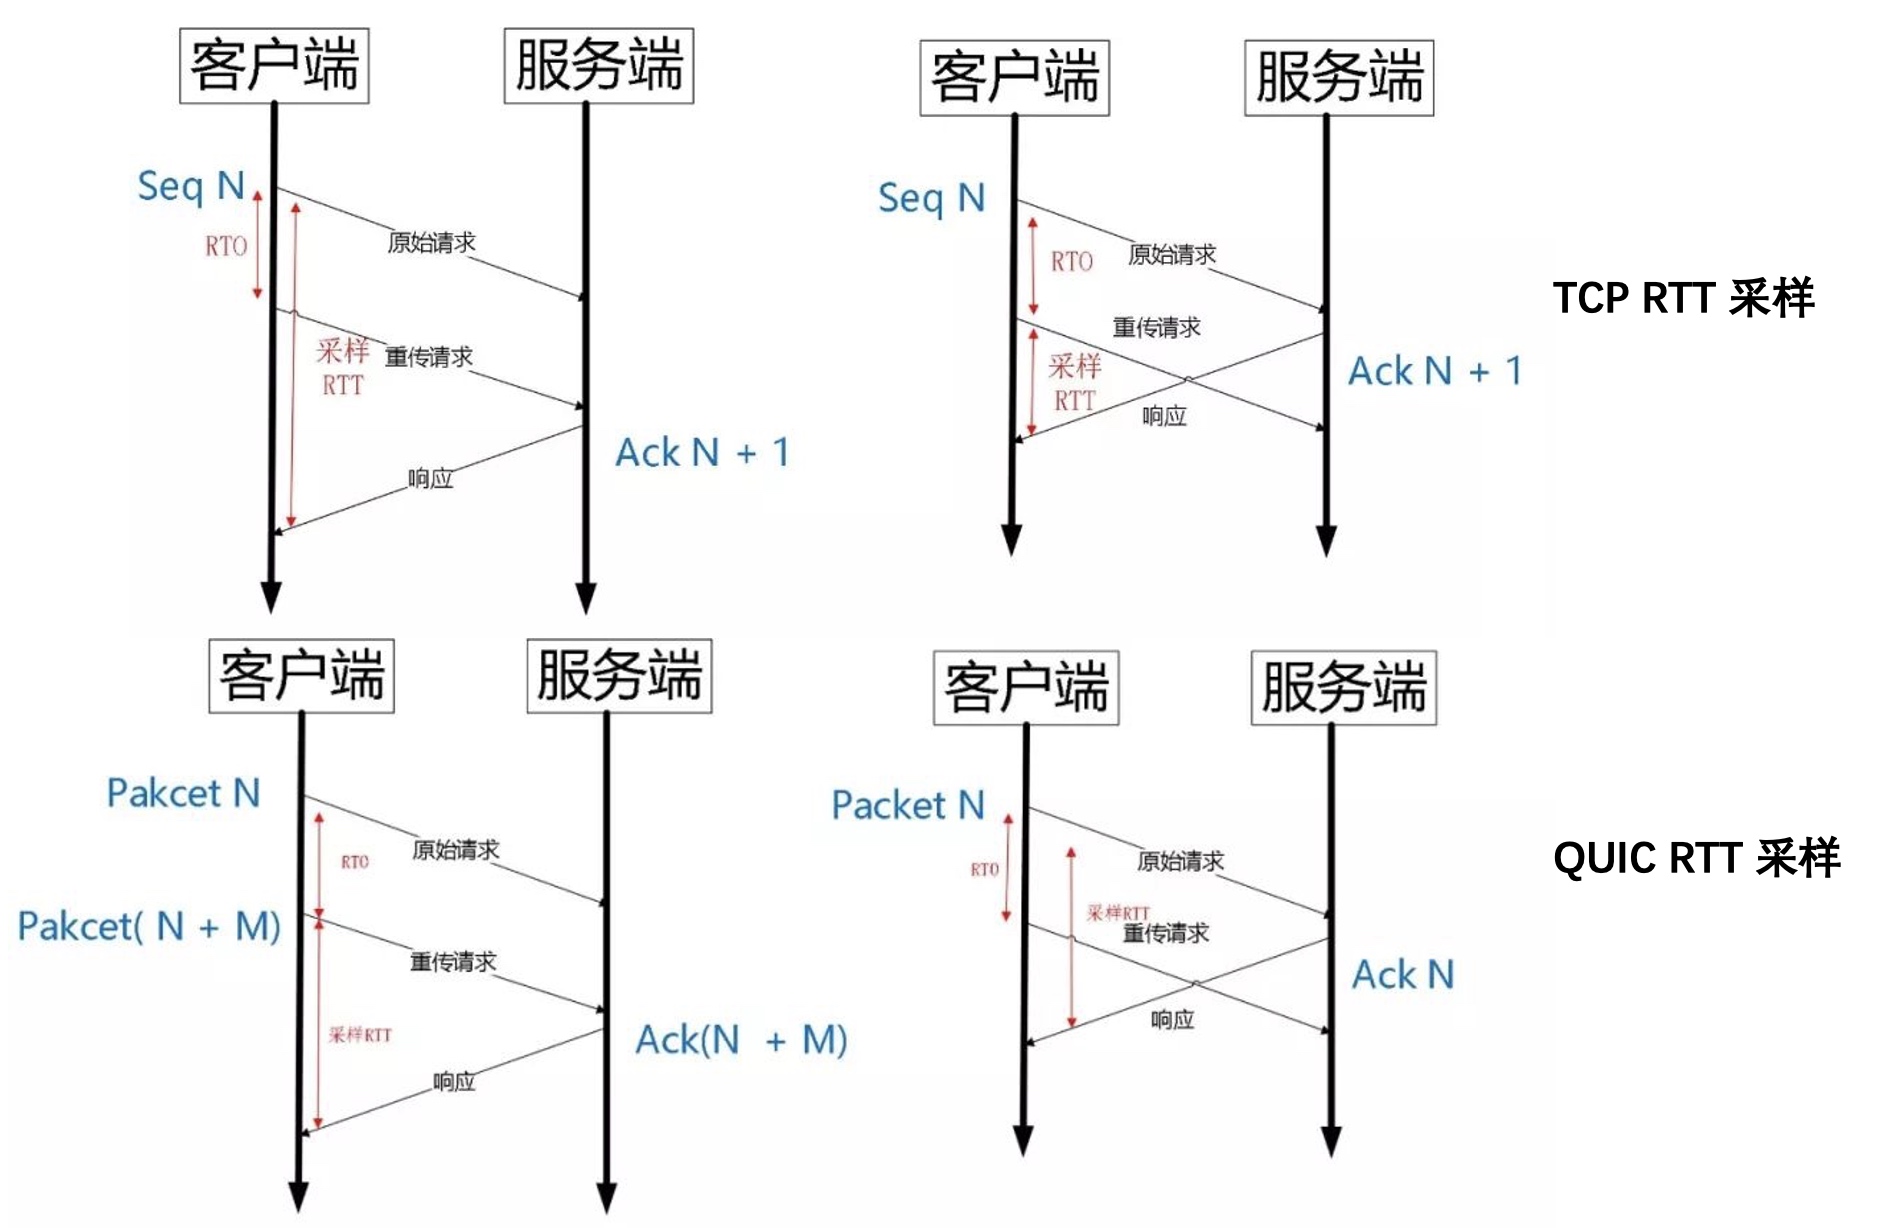 客户端
服务端
Seq N
RTO
原始请求
采样
RTT
重传请求
Ack N + 1
响应
客户端
服务端
Seq N
RTO
原始请求
重传请求
采样
RTT
Ack N + 1
响应
TCP RTT 采样
客户端
服务端
Pakcet N
原始请求
RTO
Pakcet( N + M)
重传请求
采样RTT
Ack(N + M)
响应
客户端
服务端
Packet N
RTO
原始请求
采样RTT
重传请求
Ack N
响应
QUIC RTT 采样